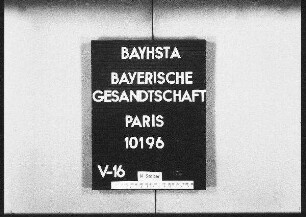 BAYHSTA
BAYERISCHE
GESANDTSCHAFT
PARIS
10196
V-16